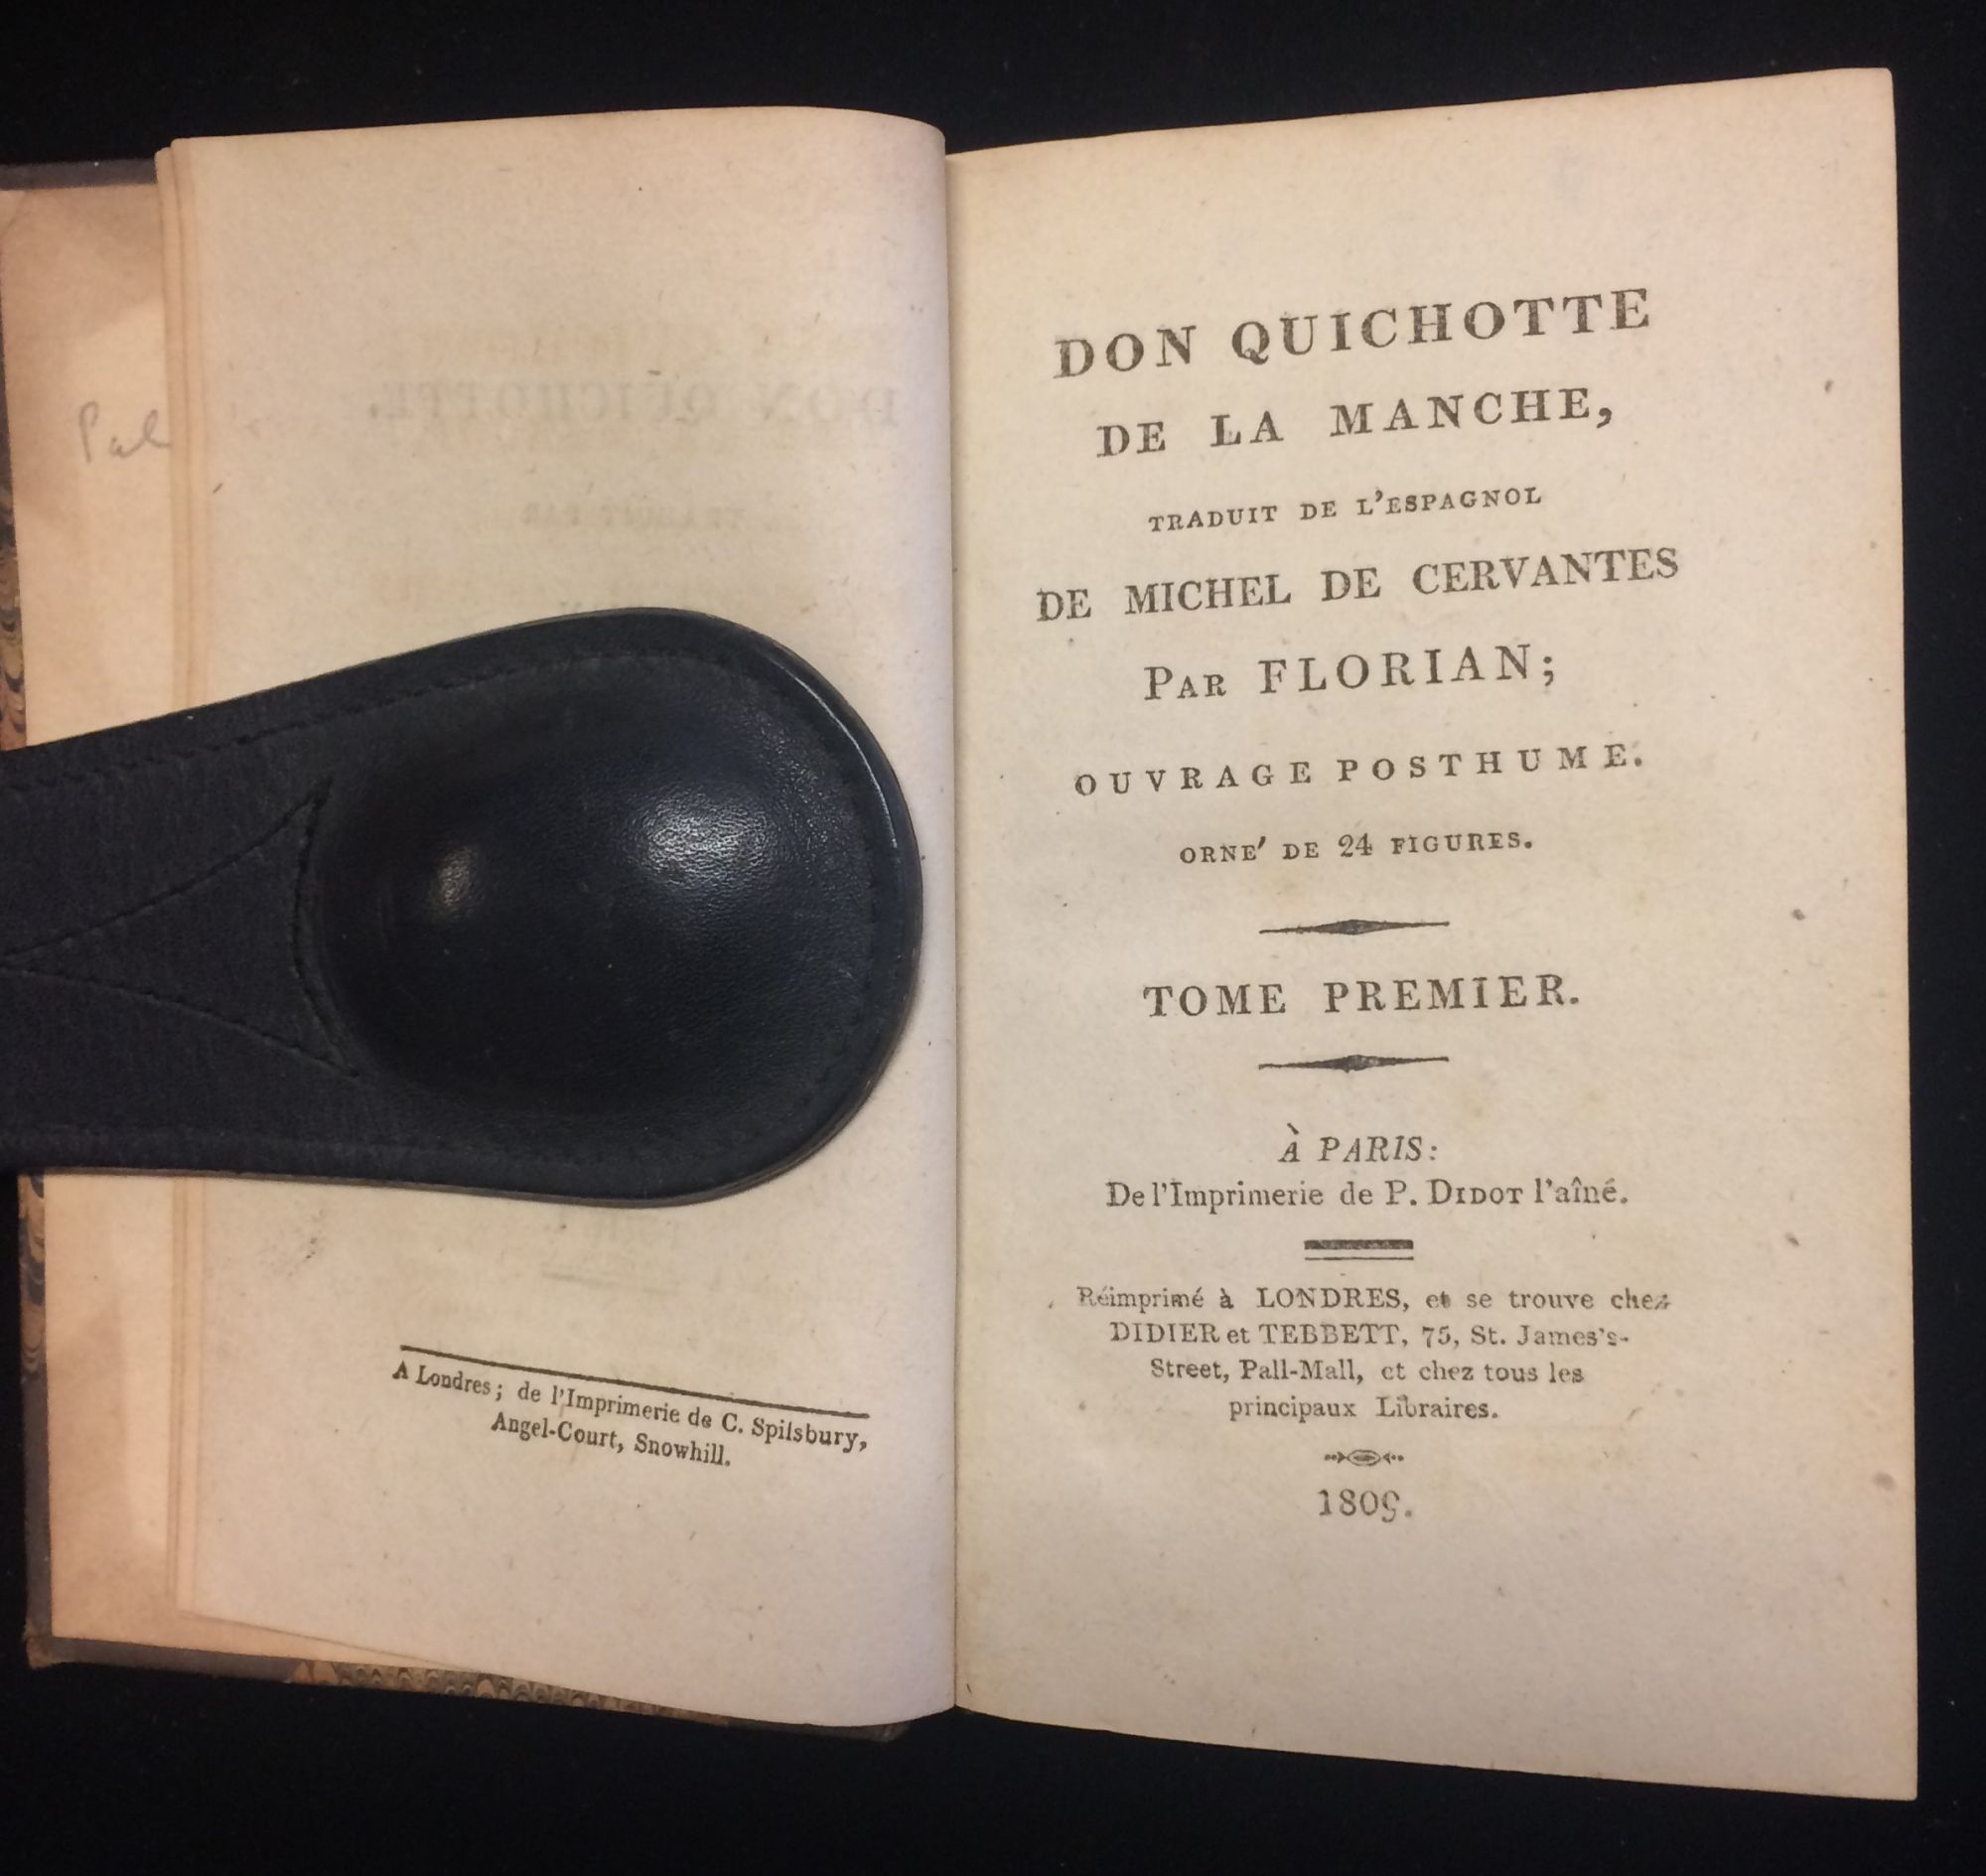 A Londres; de l'Imprimerie de C. Spilsbury,
Angel-Court, Snowhill.
DON QUICHOTTE
DE LA MANCHE,
TRADUIT DE L'ESPAGNOL
DE MICHEL DE CERVANTES
PAR FLORIAN;
OUVRAGE POSTHUME.
ORNE' DE 24 FIGURES.
TOME PREMIER.
À PARIS:
De l'Imprimerie de P. DIDOT l'aîné.
Réimprimé à LONDRES, et se trouve chez
DIDIER et TEBBETT, 75, St. James's-
Street, Pall-Mall, et chez tous les
principaux Libraires.
1809.